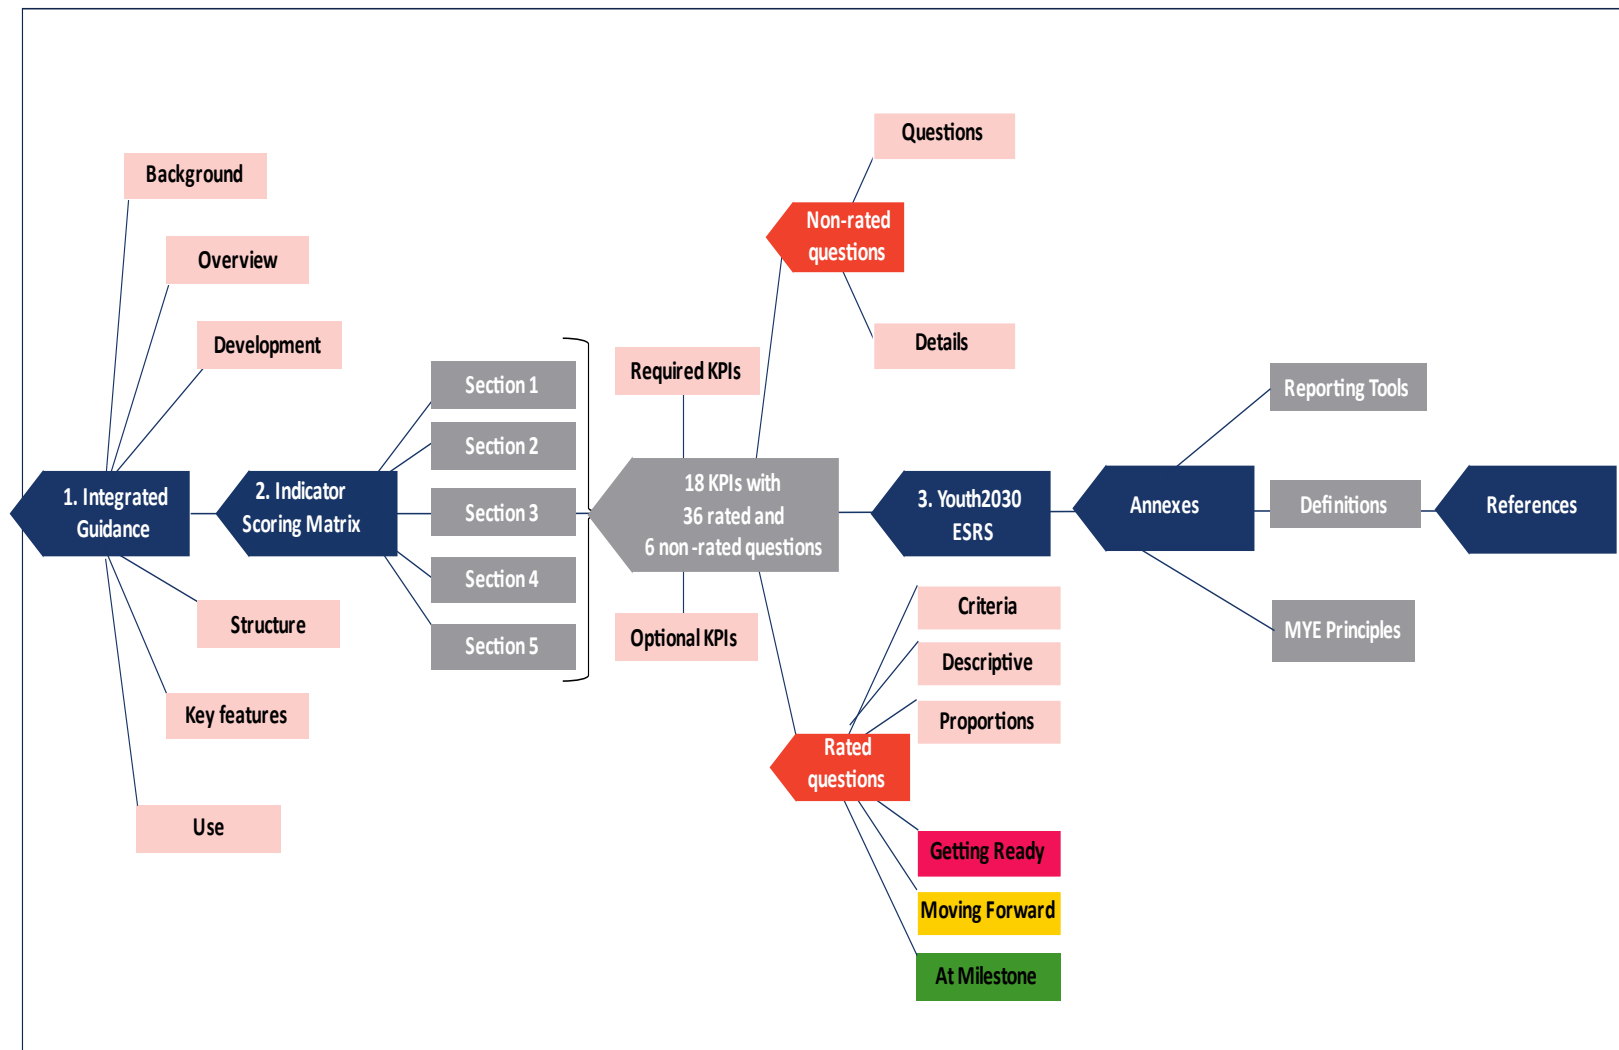 Background
Overview
Development
1. Integrated
Guidance
Structure
Key features
Use
2. Indicator
Scoring Matrix
Section 1
Section 2
Section 3
Section 4
Section 5
Required KPIs
18 KPIs with
36 rated and
6 non -rated questions
Optional KPIs
Questions
Non-rated
questions
Details
3. Youth2030
ESRS
Criteria
Descriptive
Proportions
Rated
questions
Getting Ready
Moving Forward
At Milestone
Annexes
Reporting Tools
Definitions
MYE Principles
References